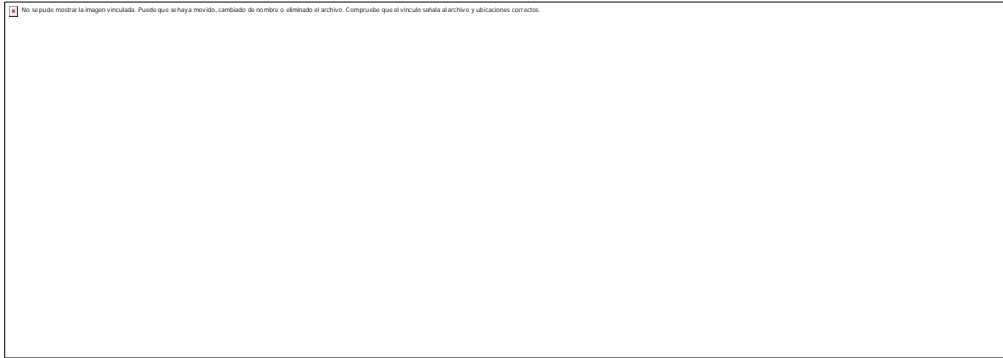 No se pude mostrar la imagen vinculada. Puede que se haya movido, cambiado de nombre o eliminado el archivo. Compruebe que el vínculo señala al archivo y ubicaciones correctos.